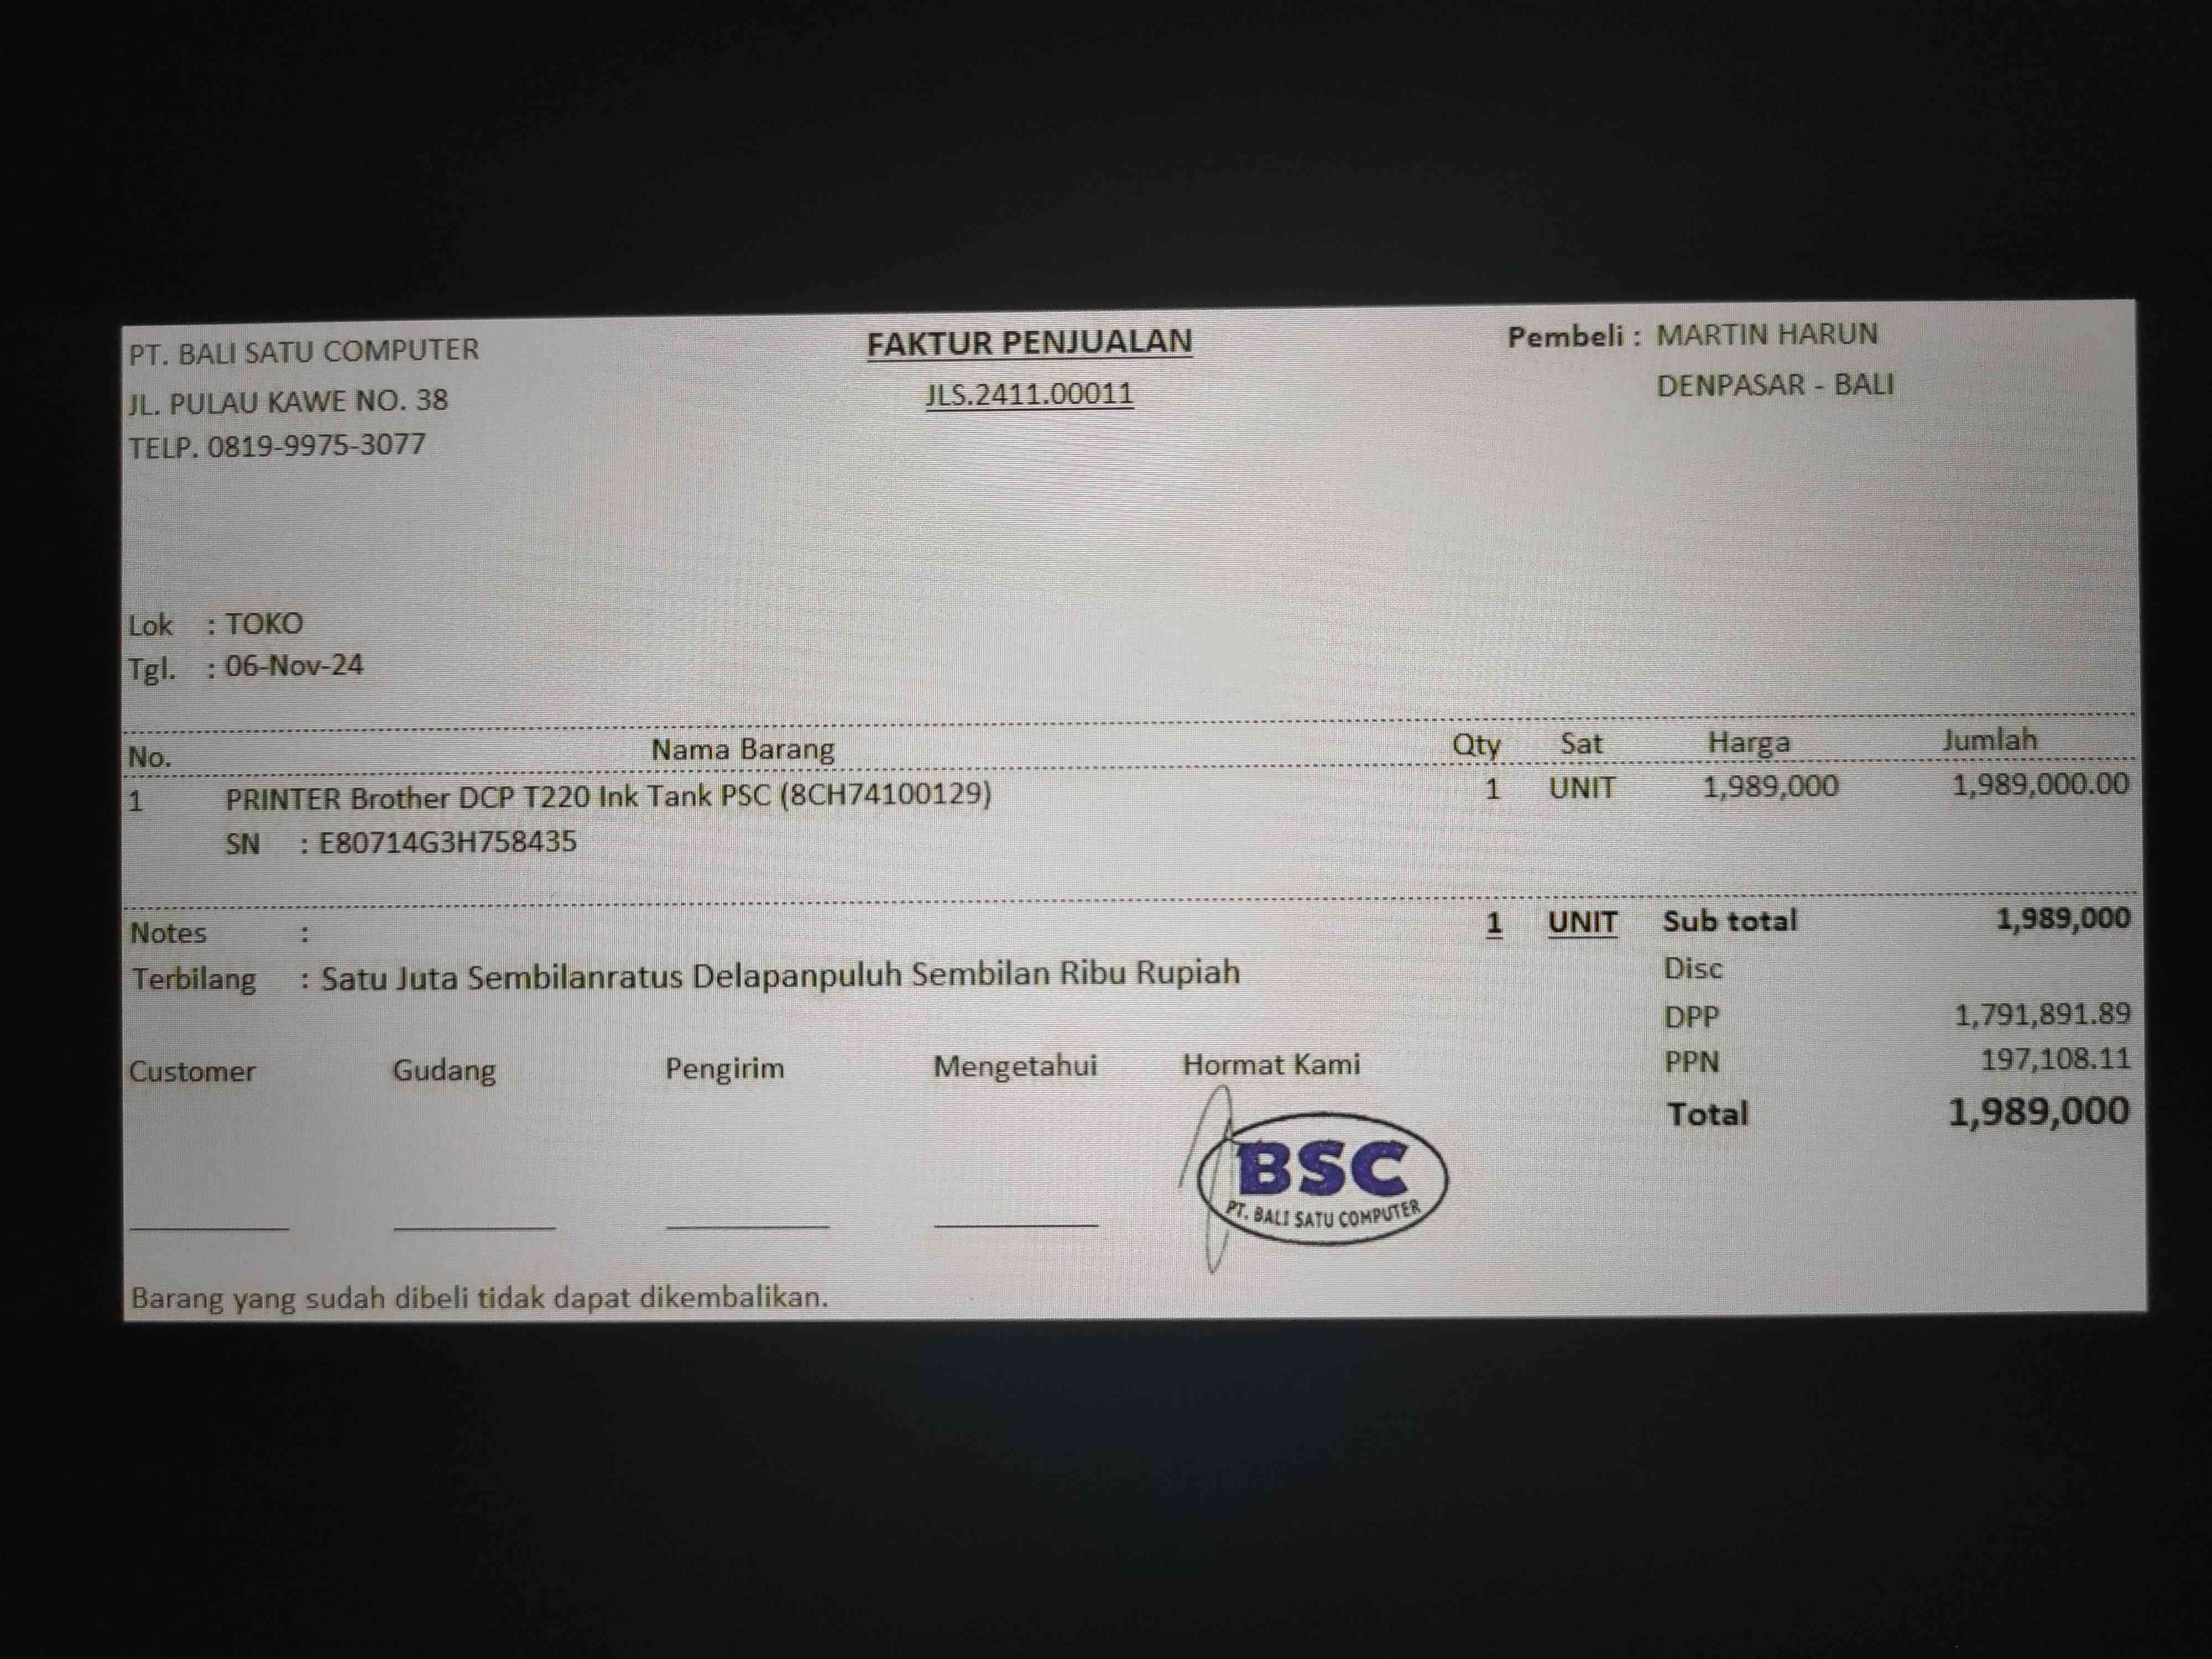 PT. BALI SATU COMPUTER
JL. PULAU KAWE NO. 38
TELP. 0819-9975-3077
FAKTUR PENJUALAN
JLS.2411.00011
Pembeli : MARTIN HARUN
DENPASAR - BALI
Lok : TOKO
Tgl. : 06-Nov-24
No. Nama Barang Qty Sat Harga Jumlah
1 PRINTER Brother DCP T220 Ink Tank PSC (8CH74100129) 1 UNIT 1,989,000 1,989,000.00
SN : E80714G3H758435
Notes : 1 UNIT Sub total 1,989,000
Terbilang : Satu Juta Sembilanratus Delapanpuluh Sembilan Ribu Rupiah Disc
DPP 1,791,891.89
Customer Gudang Pengirim Mengetahui Hormat Kami PPN 197,108.11
Total 1,989,000
BSC
PT. BALI SATU COMPUTER
Barang yang sudah dibeli tidak dapat dikembalikan.